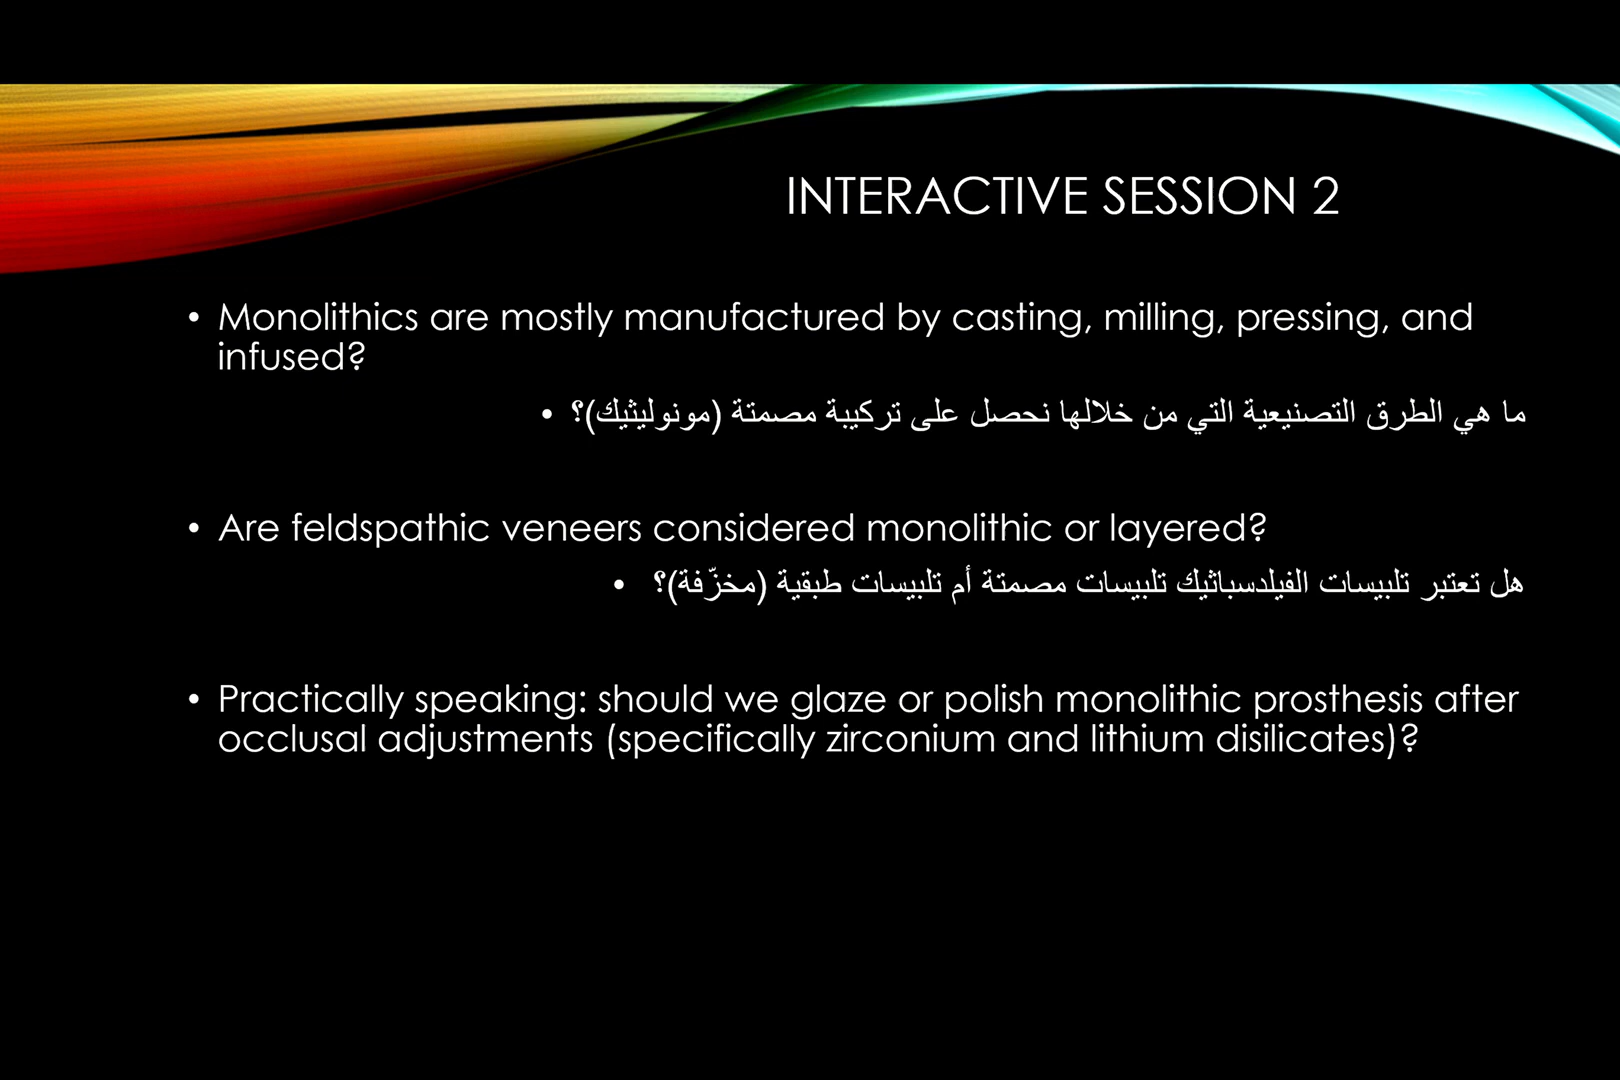 INTERACTIVE SESSION 2
• Monolithics are mostly manufactured by casting, milling, pressing, and
infused?
• ما هي الطرق التصنيعية التي من خلالها نحصل على تركيبة مصمتة (مونوليثيك)؟
• Are feldspathic veneers considered monolithic or layered?
• هل تعتبر تلبيسات الفيلدسباثيك تلبيسات مصمتة أم تلبيسات طبقية (مخزّفة)؟
• Practically speaking: should we glaze or polish monolithic prosthesis after
occlusal adjustments (specifically zirconium and lithium disilicates)?